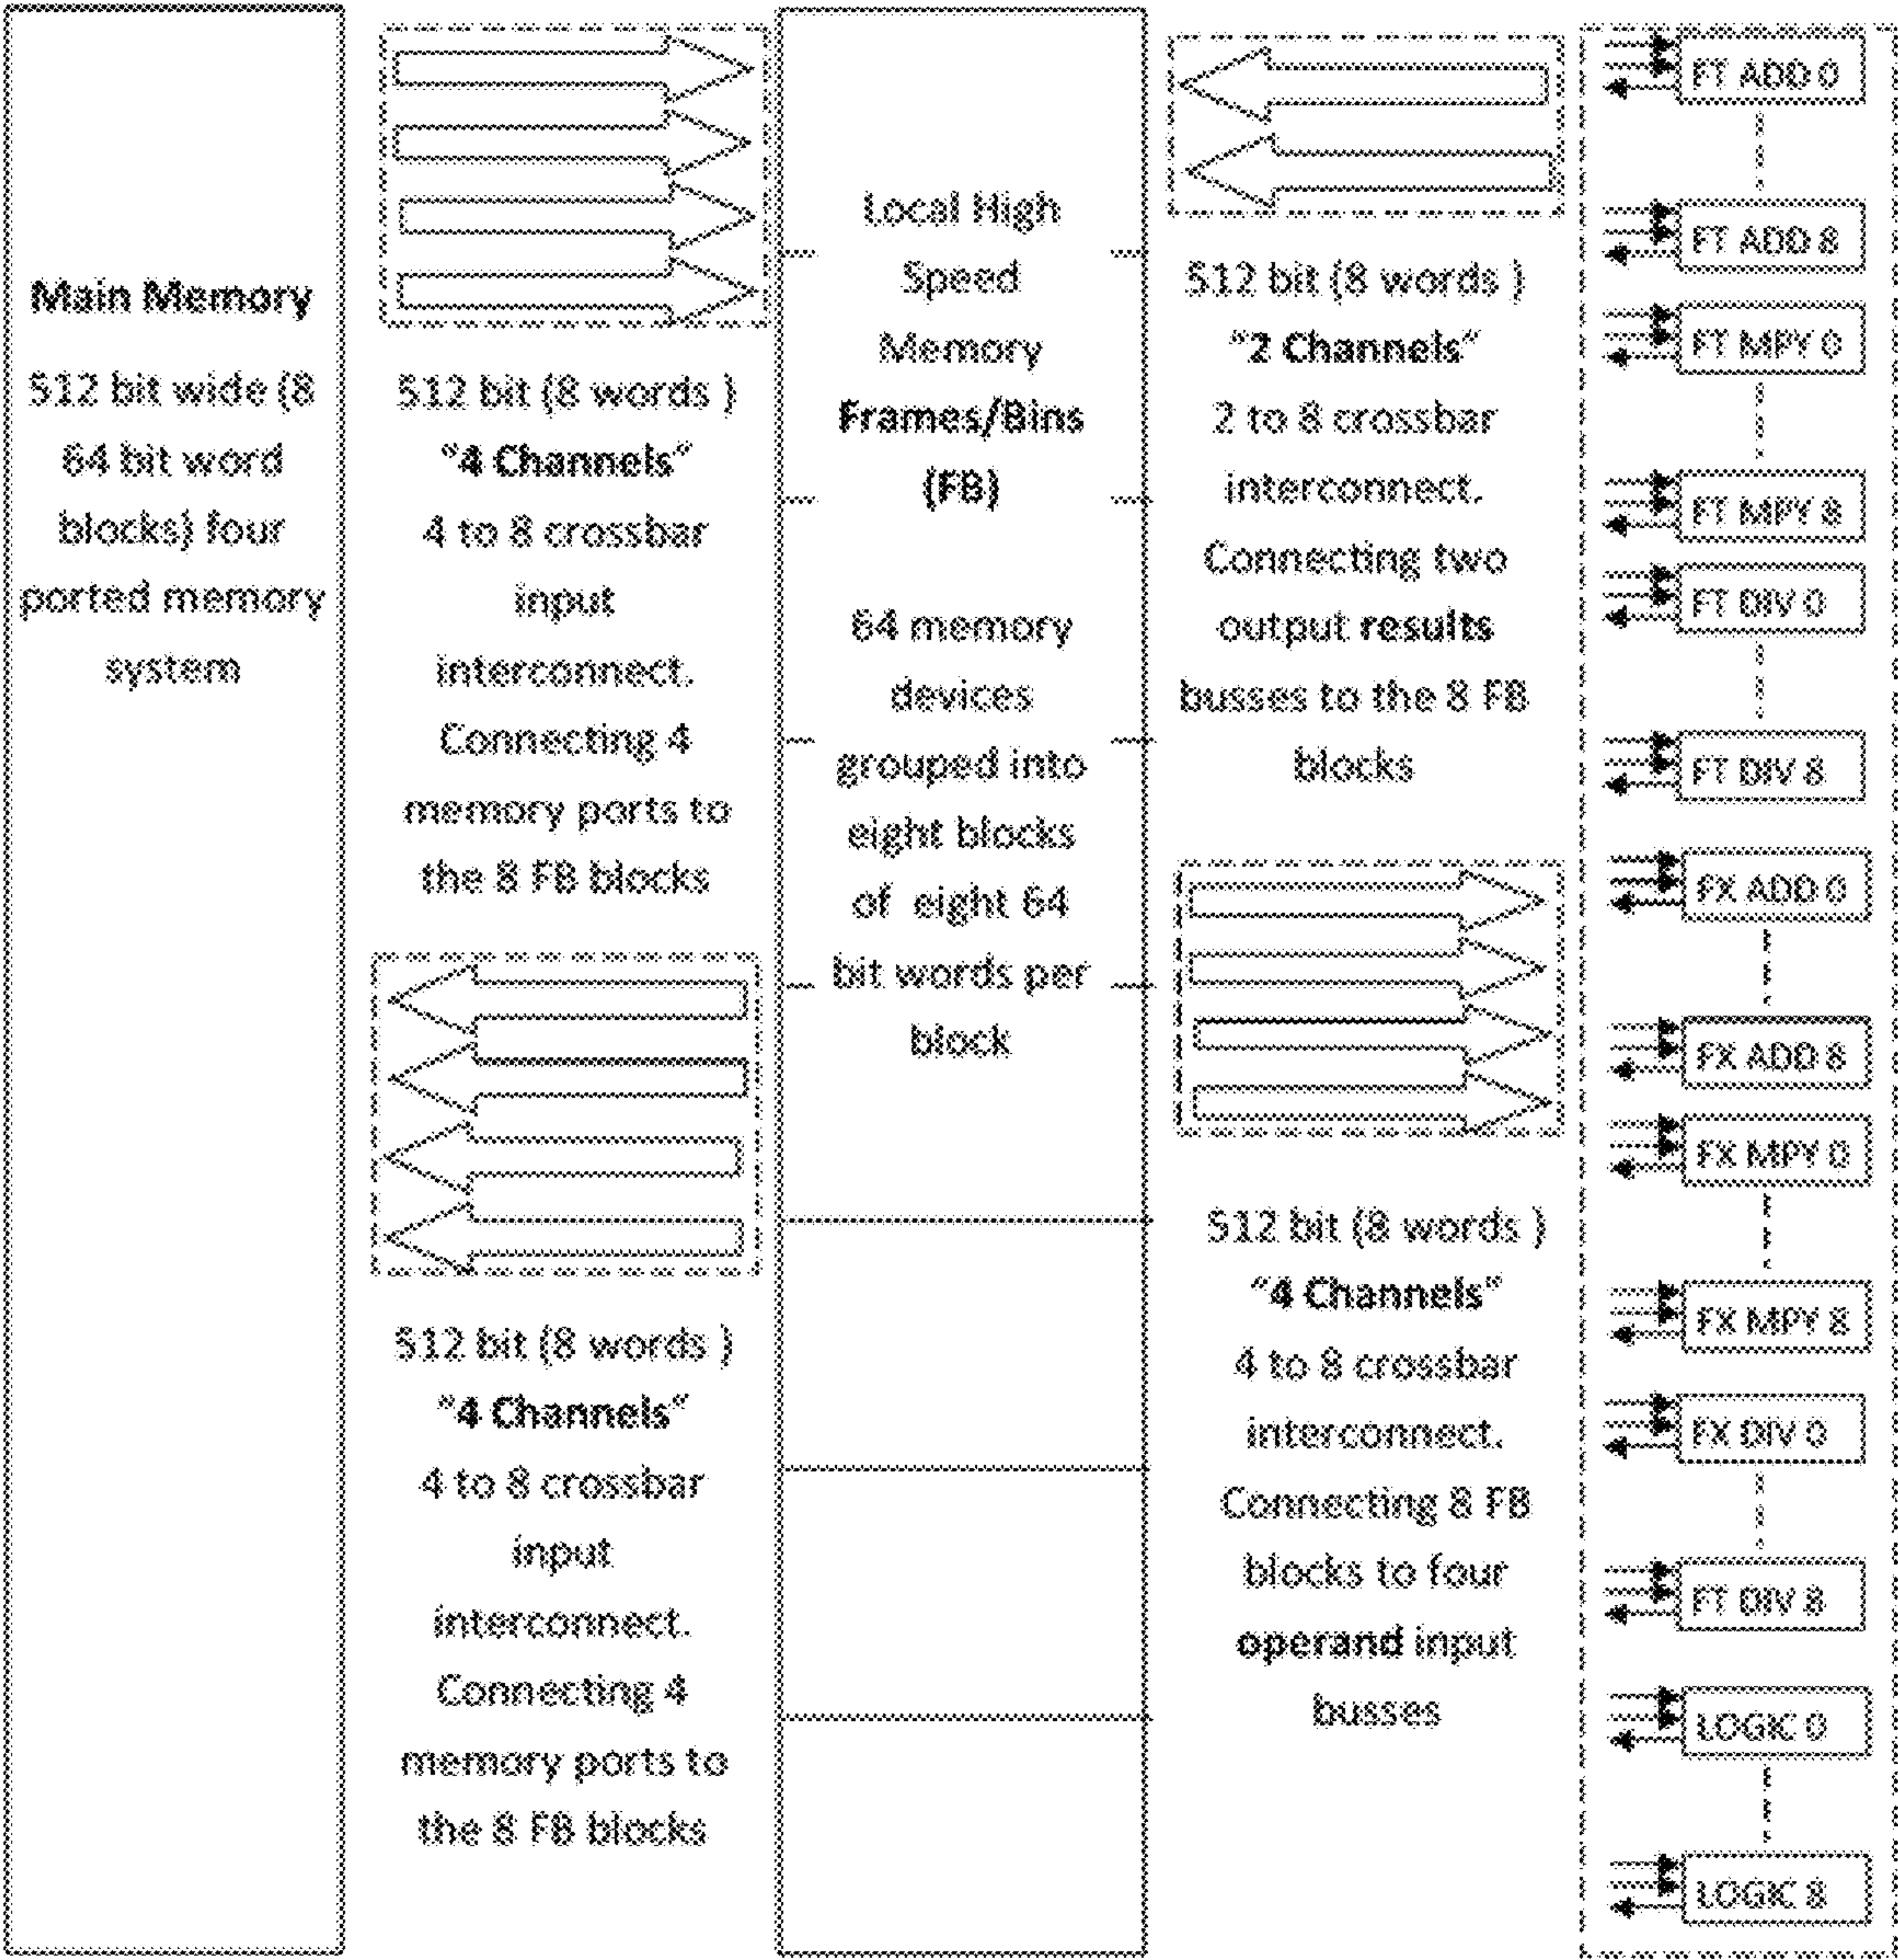 Main Memory
512 bit wide (8
64 bit word
blocks) four
ported memory
system
512 bit (8 words )
"4 Channels"
4 to 8 crossbar
input
interconnect.
Connecting 4
memory ports to
the 8 FB blocks
512 bit (8 words )
"4 Channels"
4 to 8 crossbar
input
interconnect.
Connecting 4
memory ports to
the 8 FB blocks
Local High
Speed
Memory
Frames/Bins
(FB)
64 memory
devices
grouped into
eight blocks
of eight 64
bit words per
block
512 bit (8 words )
"2 Channels"
2 to 8 crossbar
interconnect.
Connecting two
output results
busses to the 8 FB
blocks
512 bit (8 words )
"4 Channels"
4 to 8 crossbar
interconnect.
Connecting 8 FB
blocks to four
operand input
busses
FT ADD 0
FT ADD 8
FT MPY 0
FT MPY 8
FT DIV 0
FT DIV 8
FX ADD 0
FX ADD 8
FX MPY 0
FX MPY 8
FX DIV 0
FT DIV 8
LOGIC 0
LOGIC 8